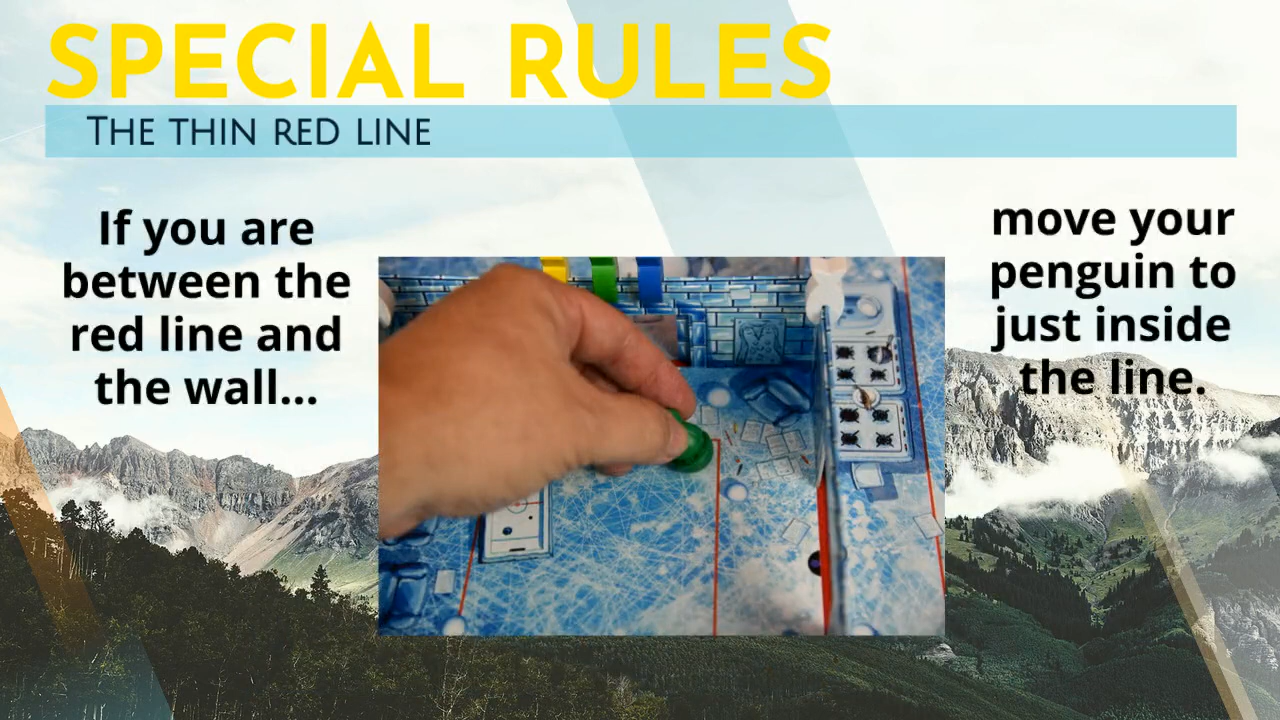 SPECIAL RULES
The thin red line
If you are
between the
red line and
the wall...
move your
penguin to
just inside
the line.